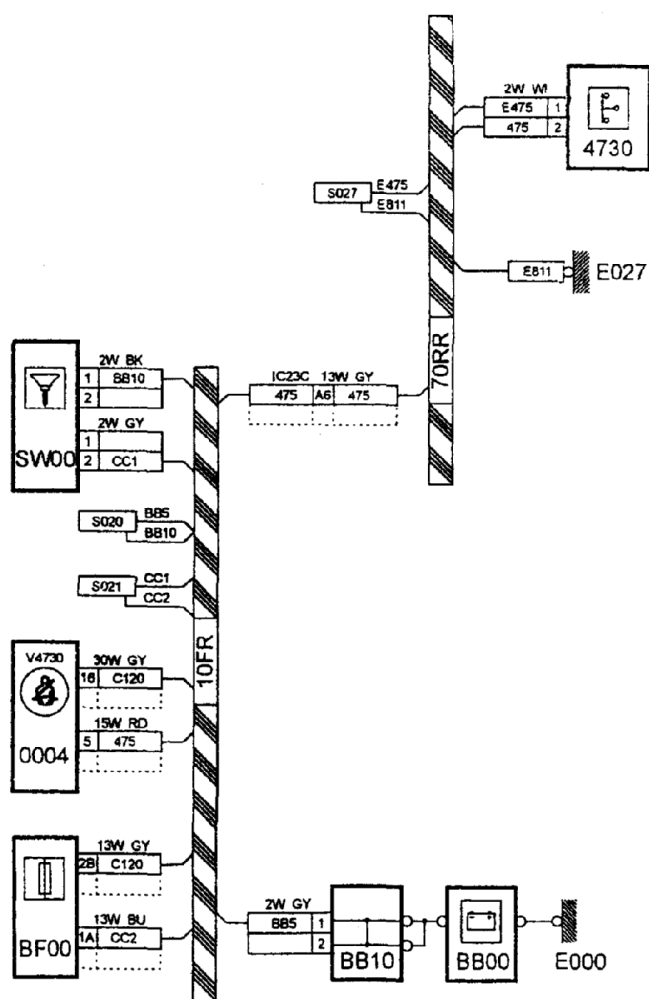 2W WI
E475 1
475 2
4730
S027
E475
E811
E811
E027
70RR
IC23C 13W GY
475 A6 475
2W BK
1 BB10
2
2W GY
1
2 CC1
SW00
S020
BB5
BB10
S021
CC1
CC2
10FR
V4730
30W GY
16 C120
15W RD
5 475
0004
13W GY
2B C120
13W BU
1A CC2
BF00
2W GY
BB5 1
2
BB10
BB00
E000